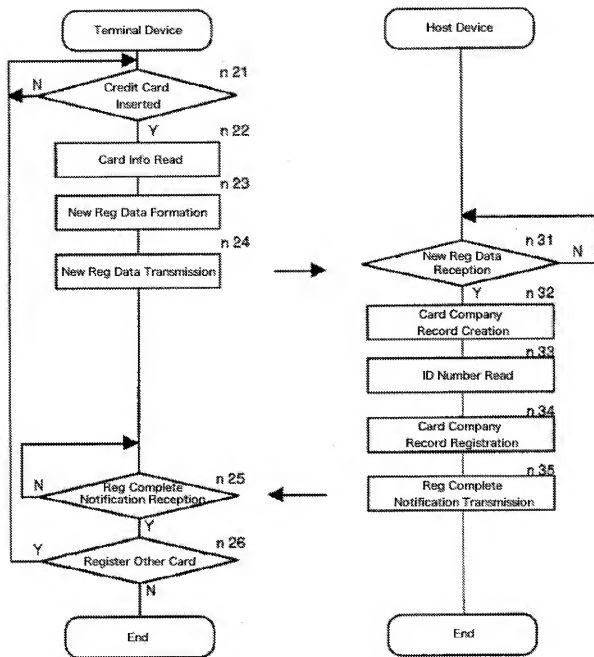 Terminal Device
n 21
N
Credit Card
Inserted
Y
n 22
Card Info Read
n 23
New Reg Data Formation
n 24
New Reg Data Transmission
n 25
N
Reg Complete
Notification Reception
Y
n 26
Y
Register Other Card
N
End
Host Device
n 31
New Reg Data
Reception
N
Y
n 32
Card Company
Record Creation
n 33
ID Number Read
n 34
Card Company
Record Registration
n 35
Reg Complete
Notification Transmission
End